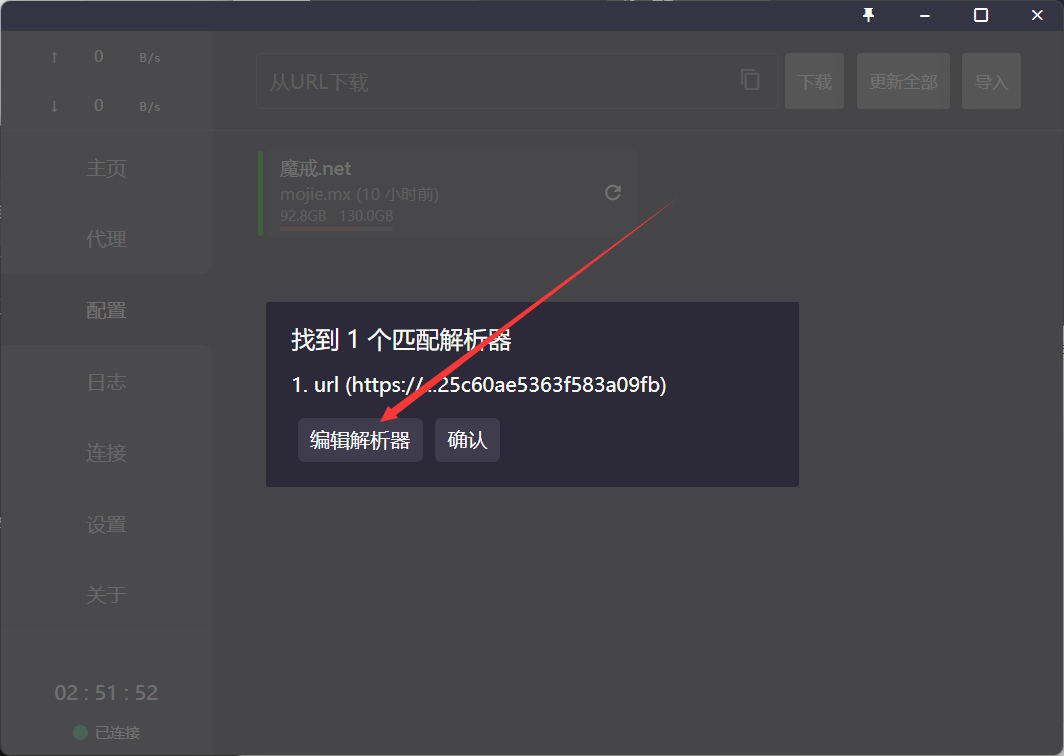 ↑ 0 B/s
↓ 0 B/s
主页
代理
配置
日志
连接
设置
关于
02 : 51 : 52
已连接
从URL下载
下载
更新全部
导入
魔戒.net
mojie.mx (10 小时前)
92.8GB 130.0GB
找到 1 个匹配解析器
1. url (https://...25c60ae5363f583a09fb)
编辑解析器
确认